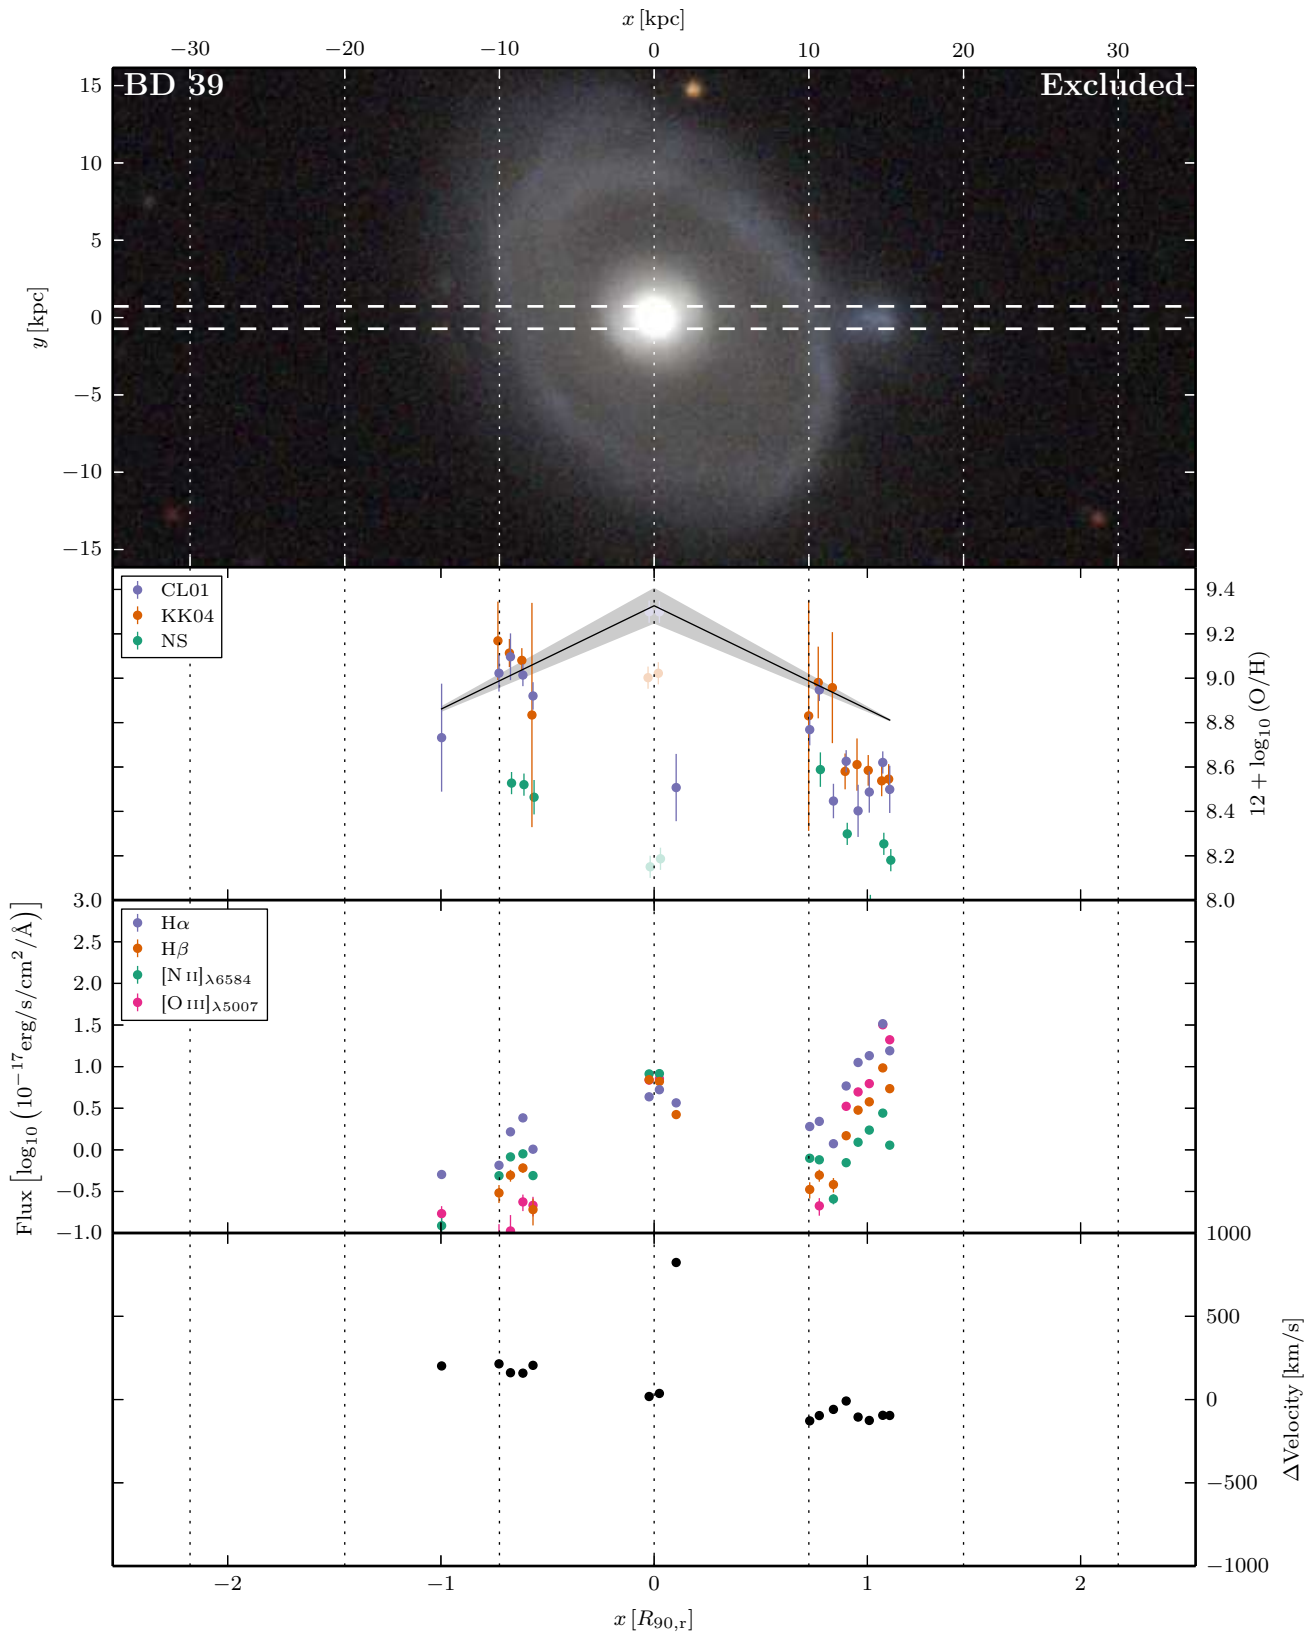 x [kpc]
−30 −20 −10 0 10 20 30
BD 39 Excluded
15
10
5
0
−5
−10
−15
y [kpc]
CL01
KK04
NS
9.4
9.2
9.0
8.8
8.6
8.4
8.2
8.0
12 + log₁₀ (O/H)
3.0
2.5
2.0
1.5
1.0
0.5
0.0
−0.5
−1.0
Flux [log₁₀ (10⁻¹⁷erg/s/cm²/Å)]
Hα
Hβ
[N II]λ6584
[O III]λ5007
1000
500
0
−500
−1000
ΔVelocity [km/s]
−2 −1 0 1 2
x [R₉₀,ᵣ]